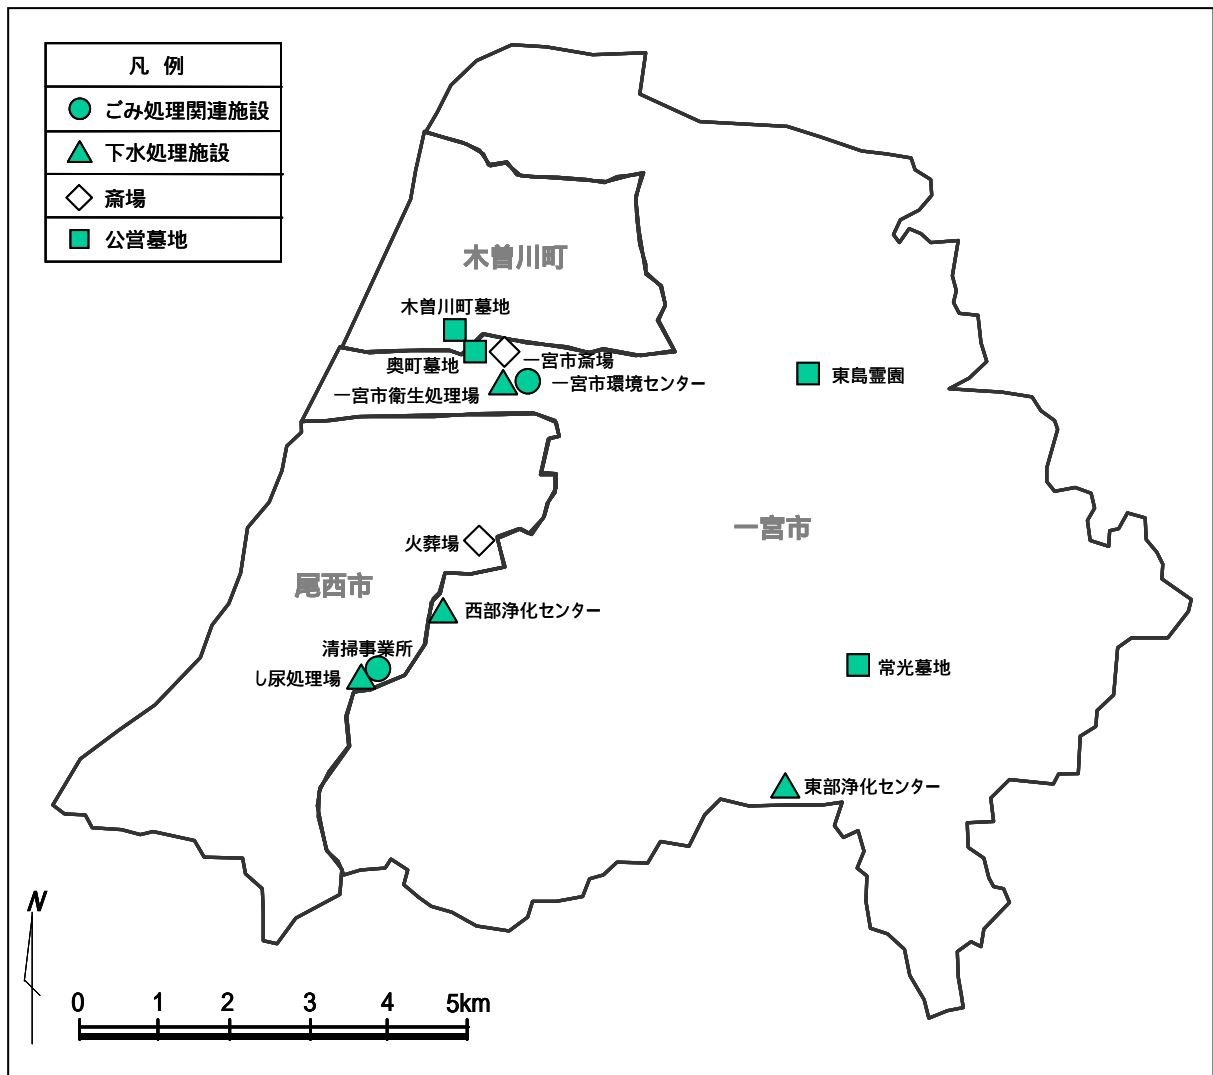 凡 例
ごみ処理関連施設
下水処理施設
斎場
公営墓地
木曽川町
木曽川町墓地
奥町墓地
一宮市斎場
一宮市衛生処理場
一宮市環境センター
東島霊園
一宮市
火葬場
尾西市
西部浄化センター
清掃事業所
し尿処理場
常光墓地
東部浄化センター
N
0 1 2 3 4 5km